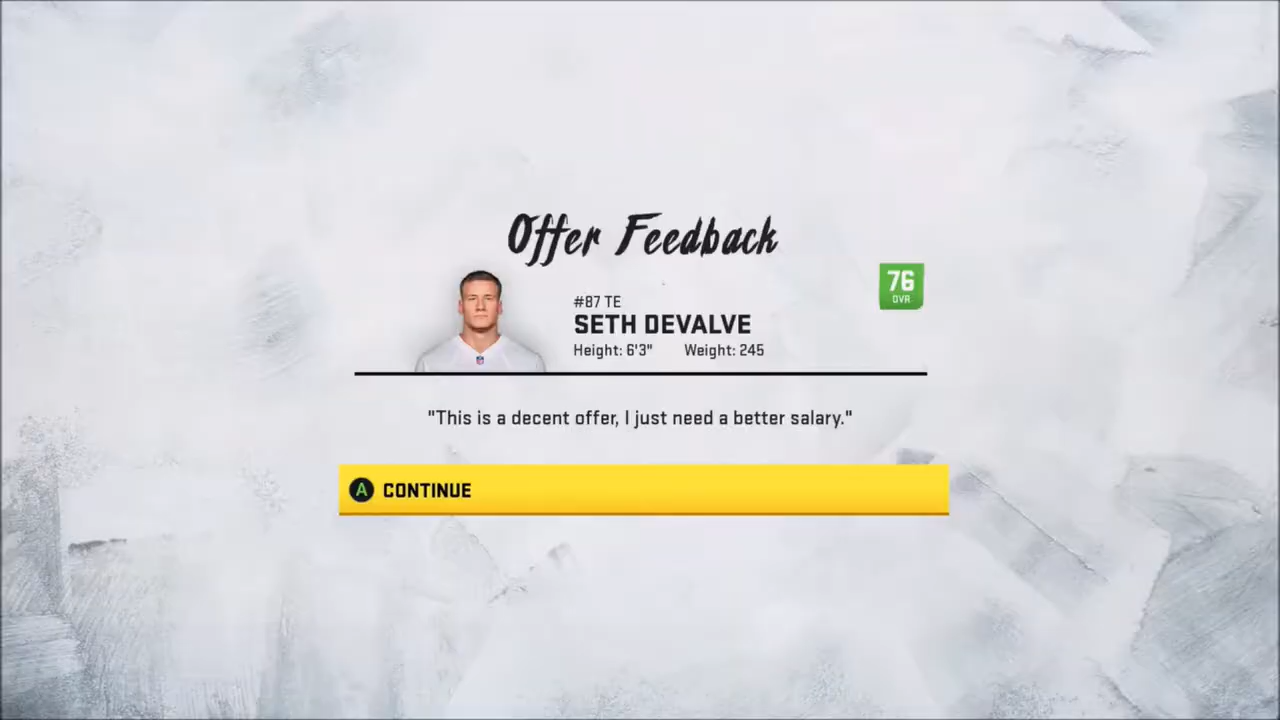 Offer Feedback
76
OVR
#87 TE
SETH DEVALVE
Height: 6'3" Weight: 245
"This is a decent offer, I just need a better salary."
A CONTINUE